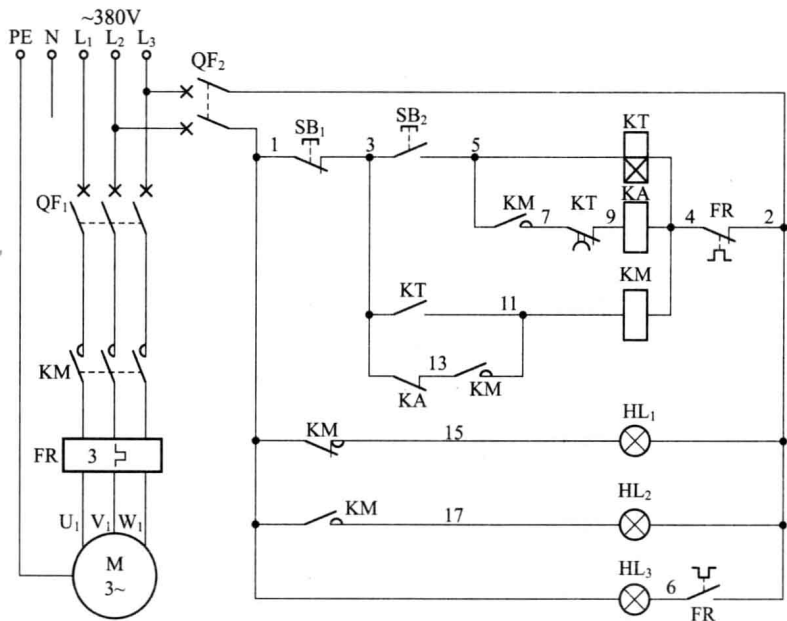 ~380V
PE N L₁ L₂ L₃
QF₂
SB₁ SB₂ KT
1 3 5
KA
QF₁
KM 7 KT 9 4 FR 2
KT 11 KM
KM
13
KA KM
HL₁
KM 15
FR 3
HL₂
KM 17
U₁ V₁ W₁
M
3~
HL₃
6
FR